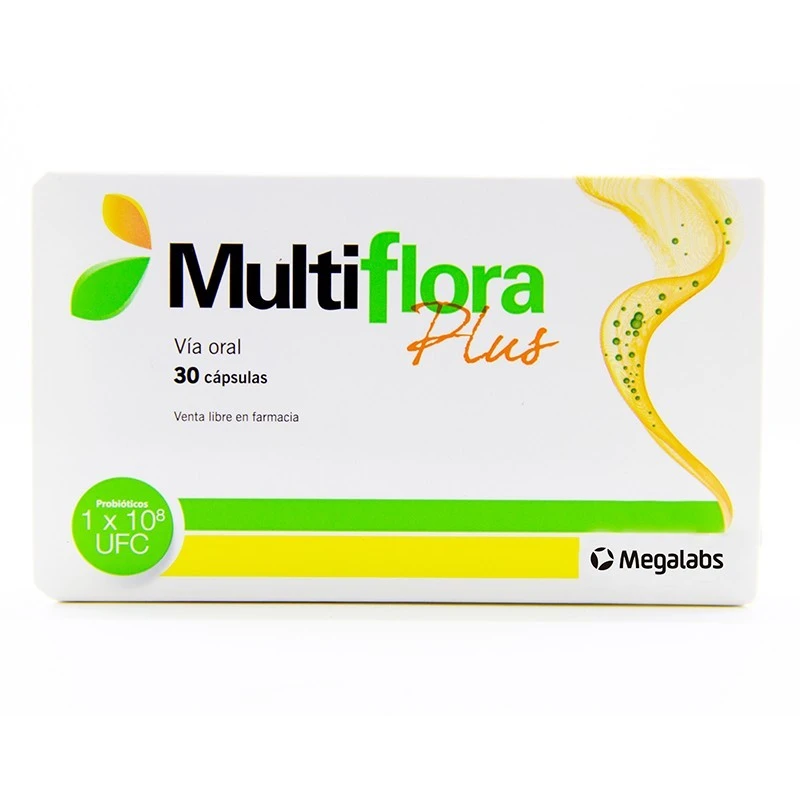 Multiflora
Plus
Vía oral
30 cápsulas
Venta libre en farmacia
Probióticos
1 x 10⁸
UFC
Megalabs